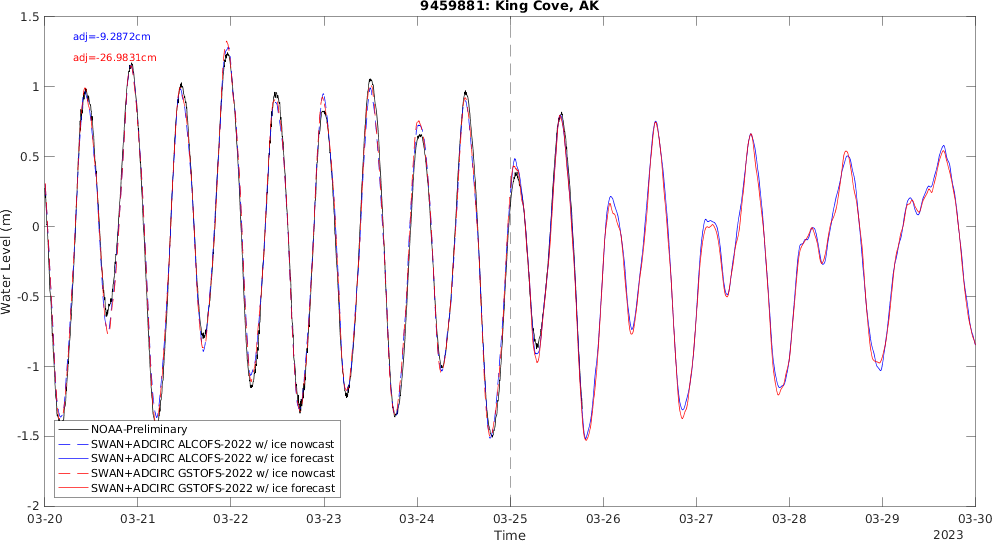 9459881: King Cove, AK
adj=-9.2872cm
adj=-26.9831cm
Water Level (m)
1.5
1
0.5
0
-0.5
-1
-1.5
-2
NOAA-Preliminary
SWAN+ADCIRC ALCOFS-2022 w/ ice nowcast
SWAN+ADCIRC ALCOFS-2022 w/ ice forecast
SWAN+ADCIRC GSTOFS-2022 w/ ice nowcast
SWAN+ADCIRC GSTOFS-2022 w/ ice forecast
03-20 03-21 03-22 03-23 03-24 03-25 03-26 03-27 03-28 03-29 03-30
Time
2023